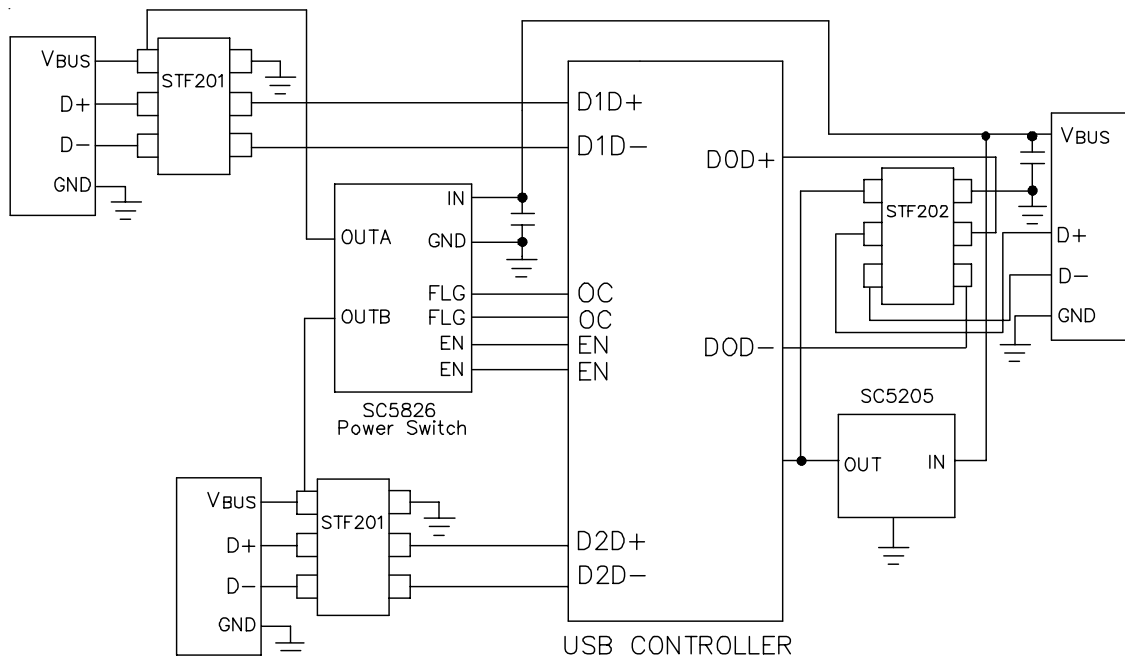 VBUS
D+
D-
GND
STF201
OUTA
OUTB
IN
GND
FLG
FLG
EN
EN
SC5826
Power Switch
VBUS
D+
D-
GND
STF201
D1D+
D1D-
OC
OC
EN
EN
D2D+
D2D-
DOD+
DOD-
USB CONTROLLER
STF202
VBUS
D+
D-
GND
SC5205
OUT
IN